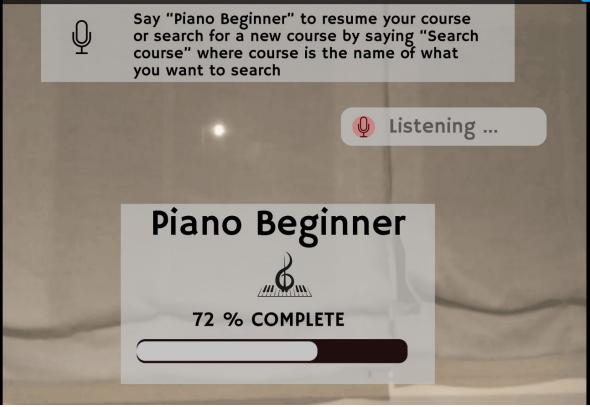 Say "Piano Beginner" to resume your course
or search for a new course by saying "Search
course" where course is the name of what
you want to search
Listening ...
Piano Beginner
72 % COMPLETE